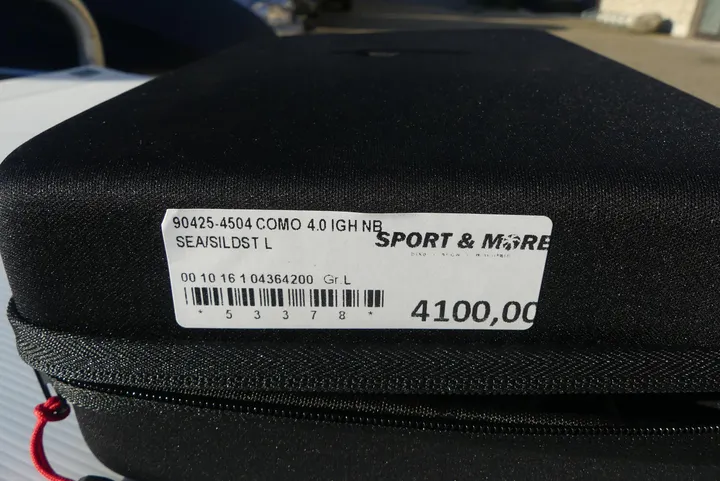 90425-4504 COMO 4.0 IGH NB
SEA/SILDST L
SPORT & MORE
00 10 16 1 04364200 Gr. L
* 5 3 3 7 8 *
4100,00